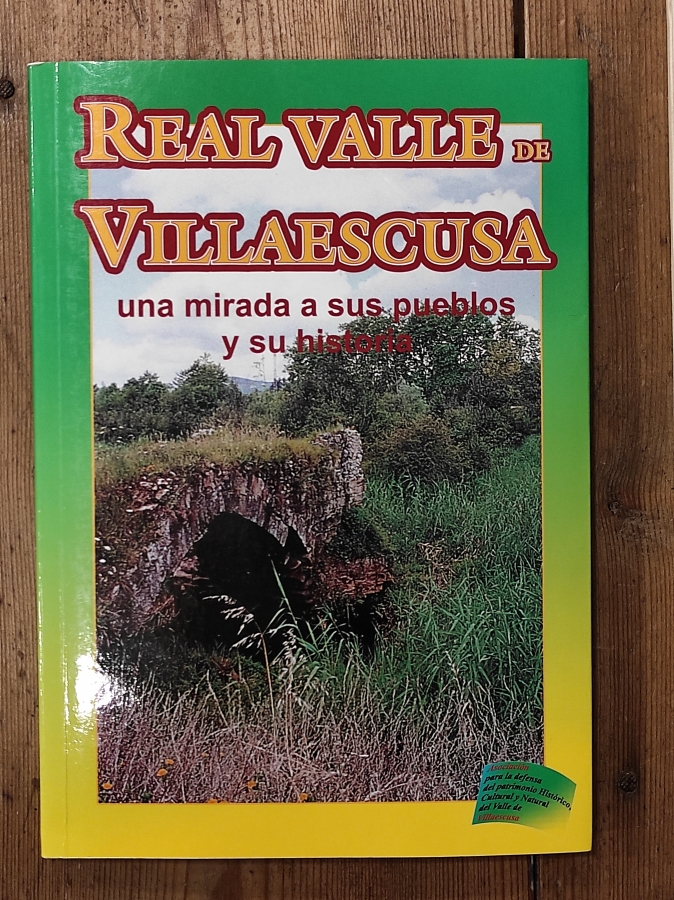 REAL VALLE DE
VILLAESCUSA
una mirada a sus pueblos
y su historia
Asociación
para la defensa
del patrimonio Histórico,
Cultural y Natural
del Valle de
Villaescusa